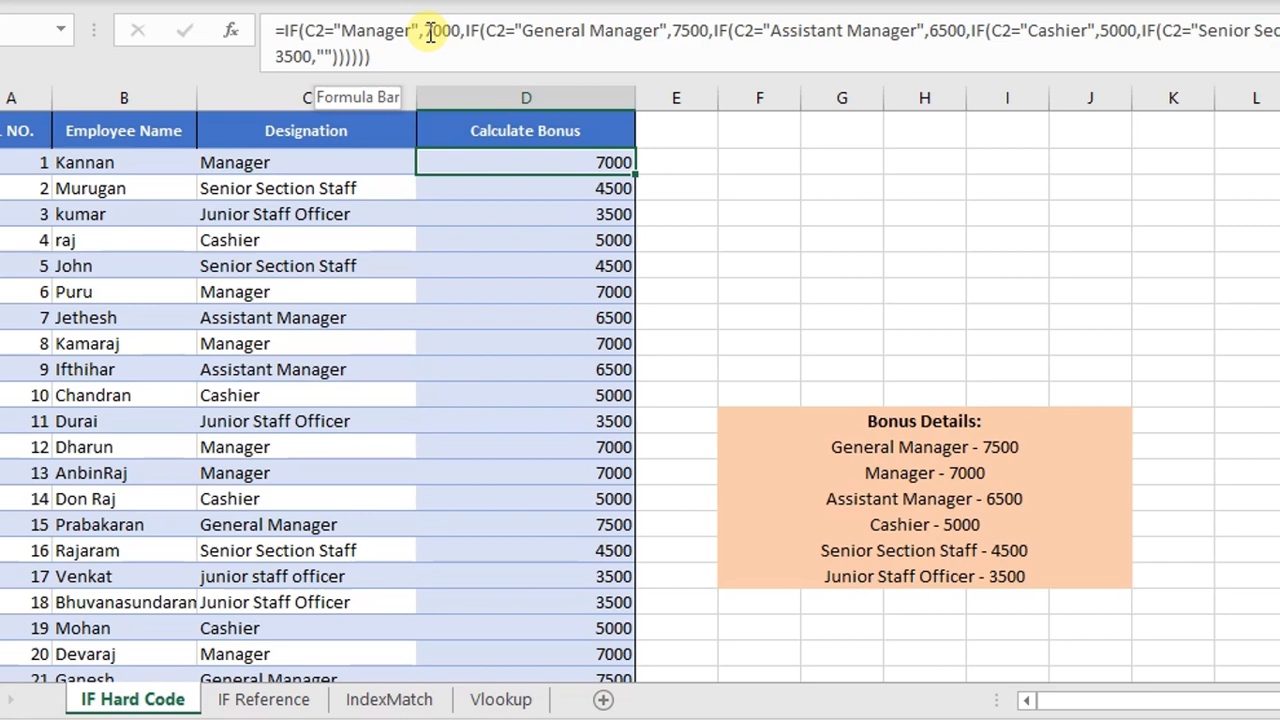 =IF(C2="Manager",7000,IF(C2="General Manager",7500,IF(C2="Assistant Manager",6500,IF(C2="Cashier",5000,IF(C2="Senior Sec
3500,""))))))
fx
Formula Bar
A B C D E F G H I J K L
NO. Employee Name Designation Calculate Bonus
1 Kannan Manager 7000
2 Murugan Senior Section Staff 4500
3 kumar Junior Staff Officer 3500
4 raj Cashier 5000
5 John Senior Section Staff 4500
6 Puru Manager 7000
7 Jethesh Assistant Manager 6500
8 Kamaraj Manager 7000
9 Ifthihar Assistant Manager 6500
10 Chandran Cashier 5000
11 Durai Junior Staff Officer 3500
12 Dharun Manager 7000
13 AnbinRaj Manager 7000
14 Don Raj Cashier 5000
15 Prabakaran General Manager 7500
16 Rajaram Senior Section Staff 4500
17 Venkat junior staff officer 3500
18 Bhuvanasundaran Junior Staff Officer 3500
19 Mohan Cashier 5000
20 Devaraj Manager 7000
21 Ganesh General Manager 7500
Bonus Details:
General Manager - 7500
Manager - 7000
Assistant Manager - 6500
Cashier - 5000
Senior Section Staff - 4500
Junior Staff Officer - 3500
IF Hard Code IF Reference IndexMatch Vlookup